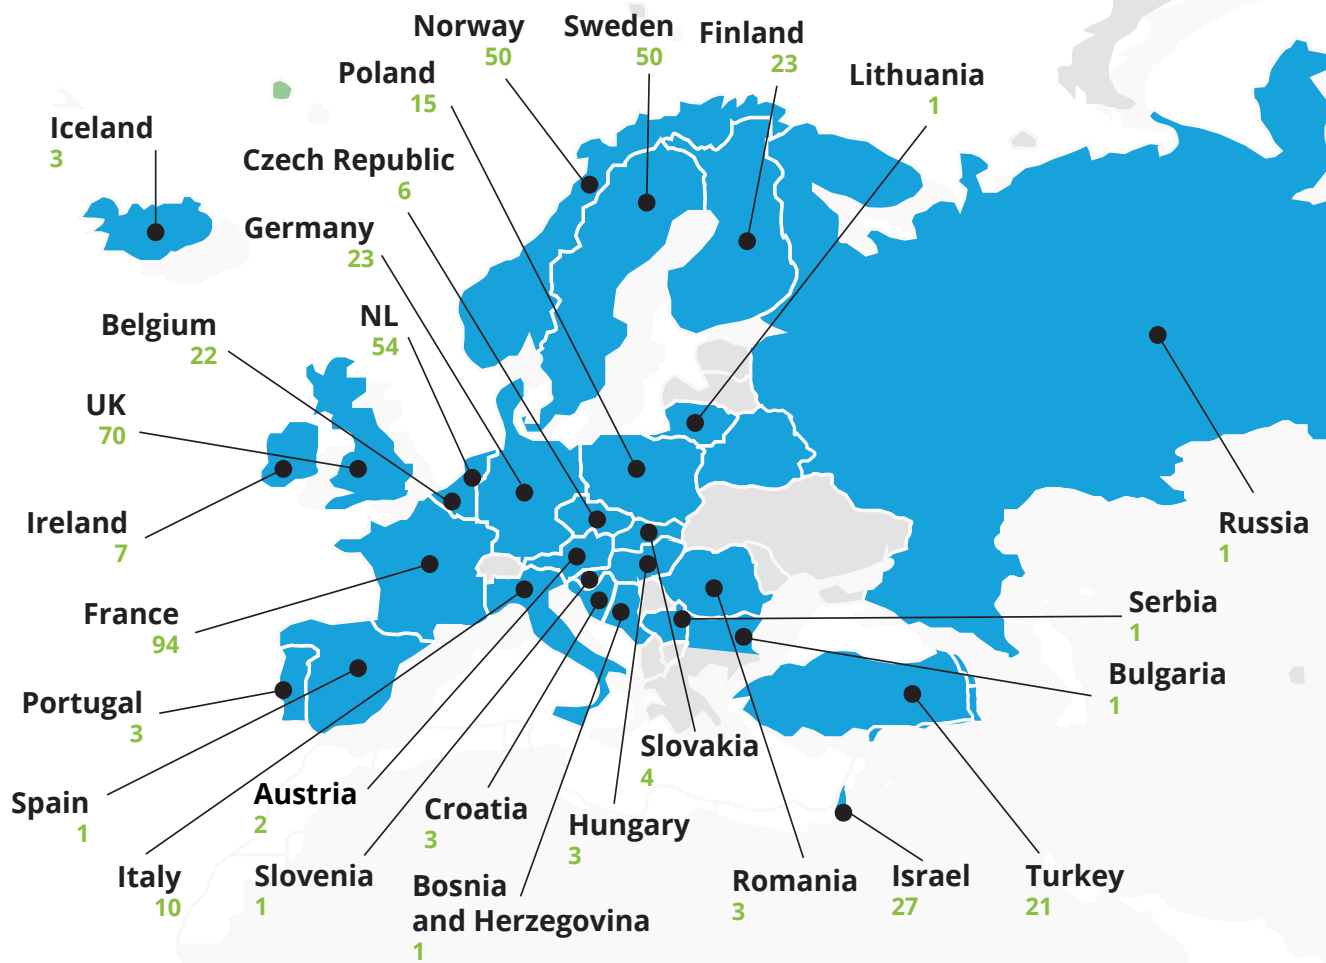 Norway
50
Sweden
50
Finland
23
Poland
15
Lithuania
1
Iceland
3
Czech Republic
6
Germany
23
NL
54
Belgium
22
UK
70
Ireland
7
Russia
1
France
94
Serbia
1
Bulgaria
1
Portugal
3
Slovakia
4
Spain
1
Austria
2
Croatia
3
Hungary
3
Italy
10
Slovenia
1
Bosnia
and Herzegovina
1
Romania
3
Israel
27
Turkey
21